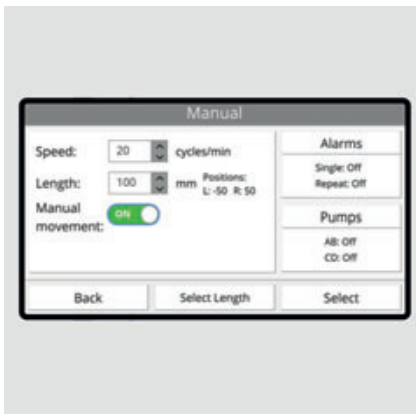 Manual
Speed: 20 cycles/min
Length: 100 mm Positions:
L: -50 R: 50
Manual
movement: ON
Alarms
Single: Off
Repeat: Off
Pumps
AB: Off
CD: Off
Back Select Length Select